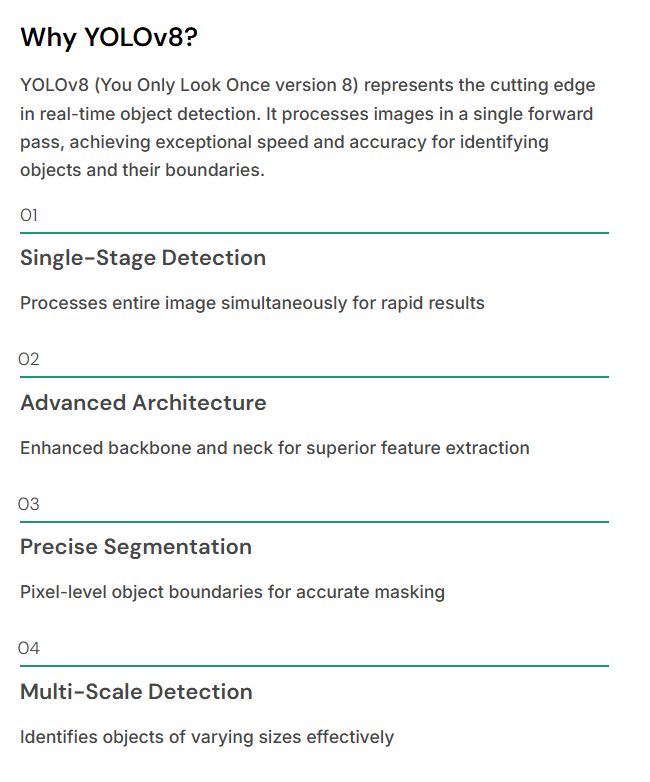 Why YOLOv8?
YOLOv8 (You Only Look Once version 8) represents the cutting edge
in real-time object detection. It processes images in a single forward
pass, achieving exceptional speed and accuracy for identifying
objects and their boundaries.
01
Single-Stage Detection
Processes entire image simultaneously for rapid results
02
Advanced Architecture
Enhanced backbone and neck for superior feature extraction
03
Precise Segmentation
Pixel-level object boundaries for accurate masking
04
Multi-Scale Detection
Identifies objects of varying sizes effectively